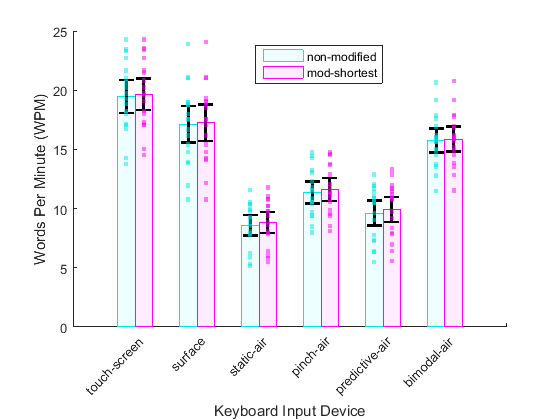 25
20
15
10
5
0
Words Per Minute (WPM)
non-modified
mod-shortest
touch-screen
surface
static-air
pinch-air
predictive-air
bimodal-air
Keyboard Input Device